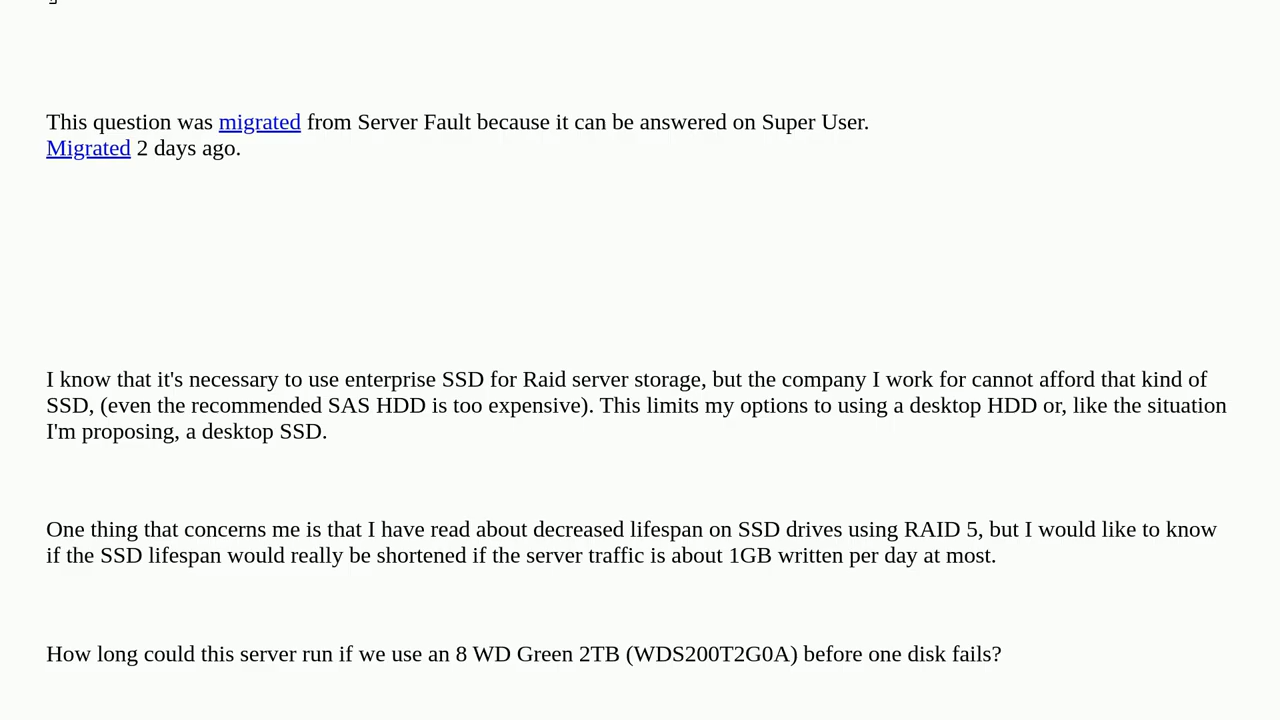 This question was migrated from Server Fault because it can be answered on Super User.
Migrated 2 days ago.
I know that it's necessary to use enterprise SSD for Raid server storage, but the company I work for cannot afford that kind of
SSD, (even the recommended SAS HDD is too expensive). This limits my options to using a desktop HDD or, like the situation
I'm proposing, a desktop SSD.
One thing that concerns me is that I have read about decreased lifespan on SSD drives using RAID 5, but I would like to know
if the SSD lifespan would really be shortened if the server traffic is about 1GB written per day at most.
How long could this server run if we use an 8 WD Green 2TB (WDS200T2G0A) before one disk fails?